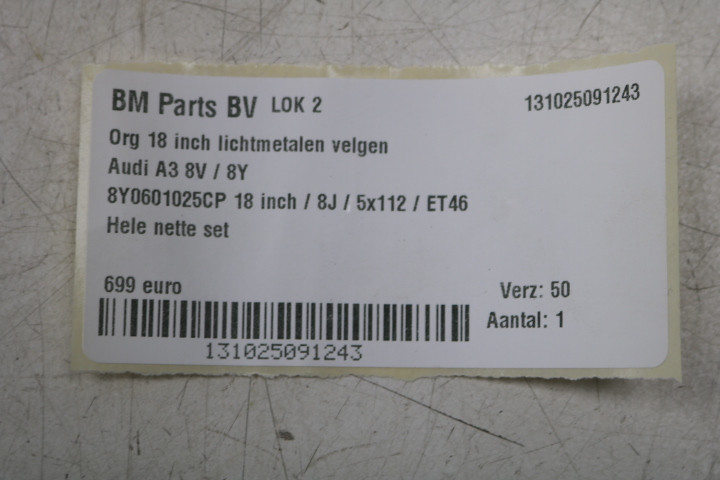 BM Parts BV LOK 2 131025091243
Org 18 inch lichtmetalen velgen
Audi A3 8V / 8Y
8Y0601025CP 18 inch / 8J / 5x112 / ET46
Hele nette set
699 euro Verz: 50
Aantal: 1
131025091243